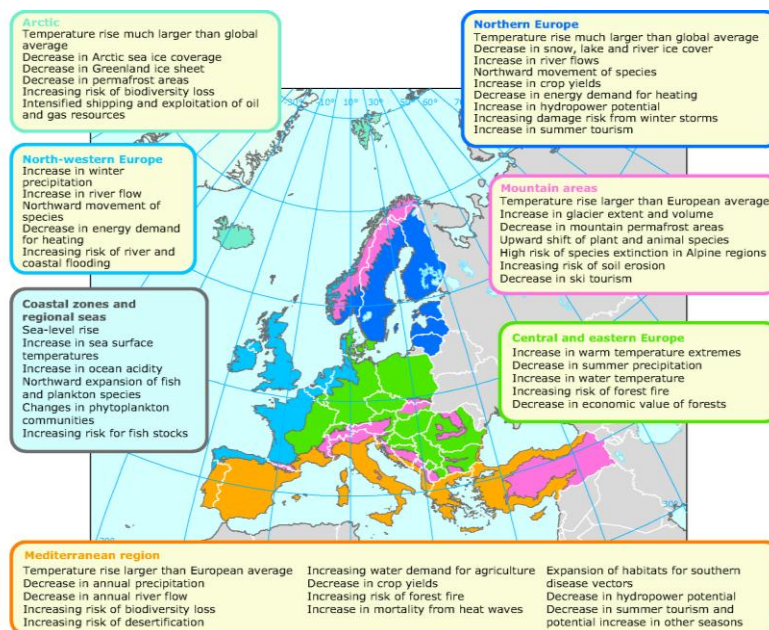 Arctic
Temperature rise much larger than global
average
Decrease in Arctic sea ice coverage
Decrease in Greenland ice sheet
Decrease in permafrost areas
Increasing risk of biodiversity loss
Intensified shipping and exploitation of oil
and gas resources
Northern Europe
Temperature rise much larger than global average
Decrease in snow, lake and river ice cover
Increase in river flows
Northward movement of species
Increase in crop yields
Decrease in energy demand for heating
Increase in hydropower potential
Increasing damage risk from winter storms
Increase in summer tourism
North-western Europe
Increase in winter
precipitation
Increase in river flow
Northward movement of
species
Decrease in energy demand
for heating
Increasing risk of river and
coastal flooding
Mountain areas
Temperature rise larger than European average
Increase in glacier extent and volume
Decrease in mountain permafrost areas
Upward shift of plant and animal species
High risk of species extinction in Alpine regions
Increasing risk of soil erosion
Decrease in ski tourism
Coastal zones and
regional seas
Sea-level rise
Increase in sea surface
temperatures
Increase in ocean acidity
Northward expansion of fish
and plankton species
Changes in phytoplankton
communities
Increasing risk for fish stocks
Central and eastern Europe
Increase in warm temperature extremes
Decrease in summer precipitation
Increase in water temperature
Increasing risk of forest fire
Decrease in economic value of forests
Mediterranean region
Temperature rise larger than European average
Decrease in annual precipitation
Decrease in annual river flow
Increasing risk of biodiversity loss
Increasing risk of desertification
Increasing water demand for agriculture
Decrease in crop yields
Increasing risk of forest fire
Increase in mortality from heat waves
Expansion of habitats for southern
disease vectors
Decrease in hydropower potential
Decrease in summer tourism and
potential increase in other seasons
0°
10°
20°
30°
40°
50°
60°